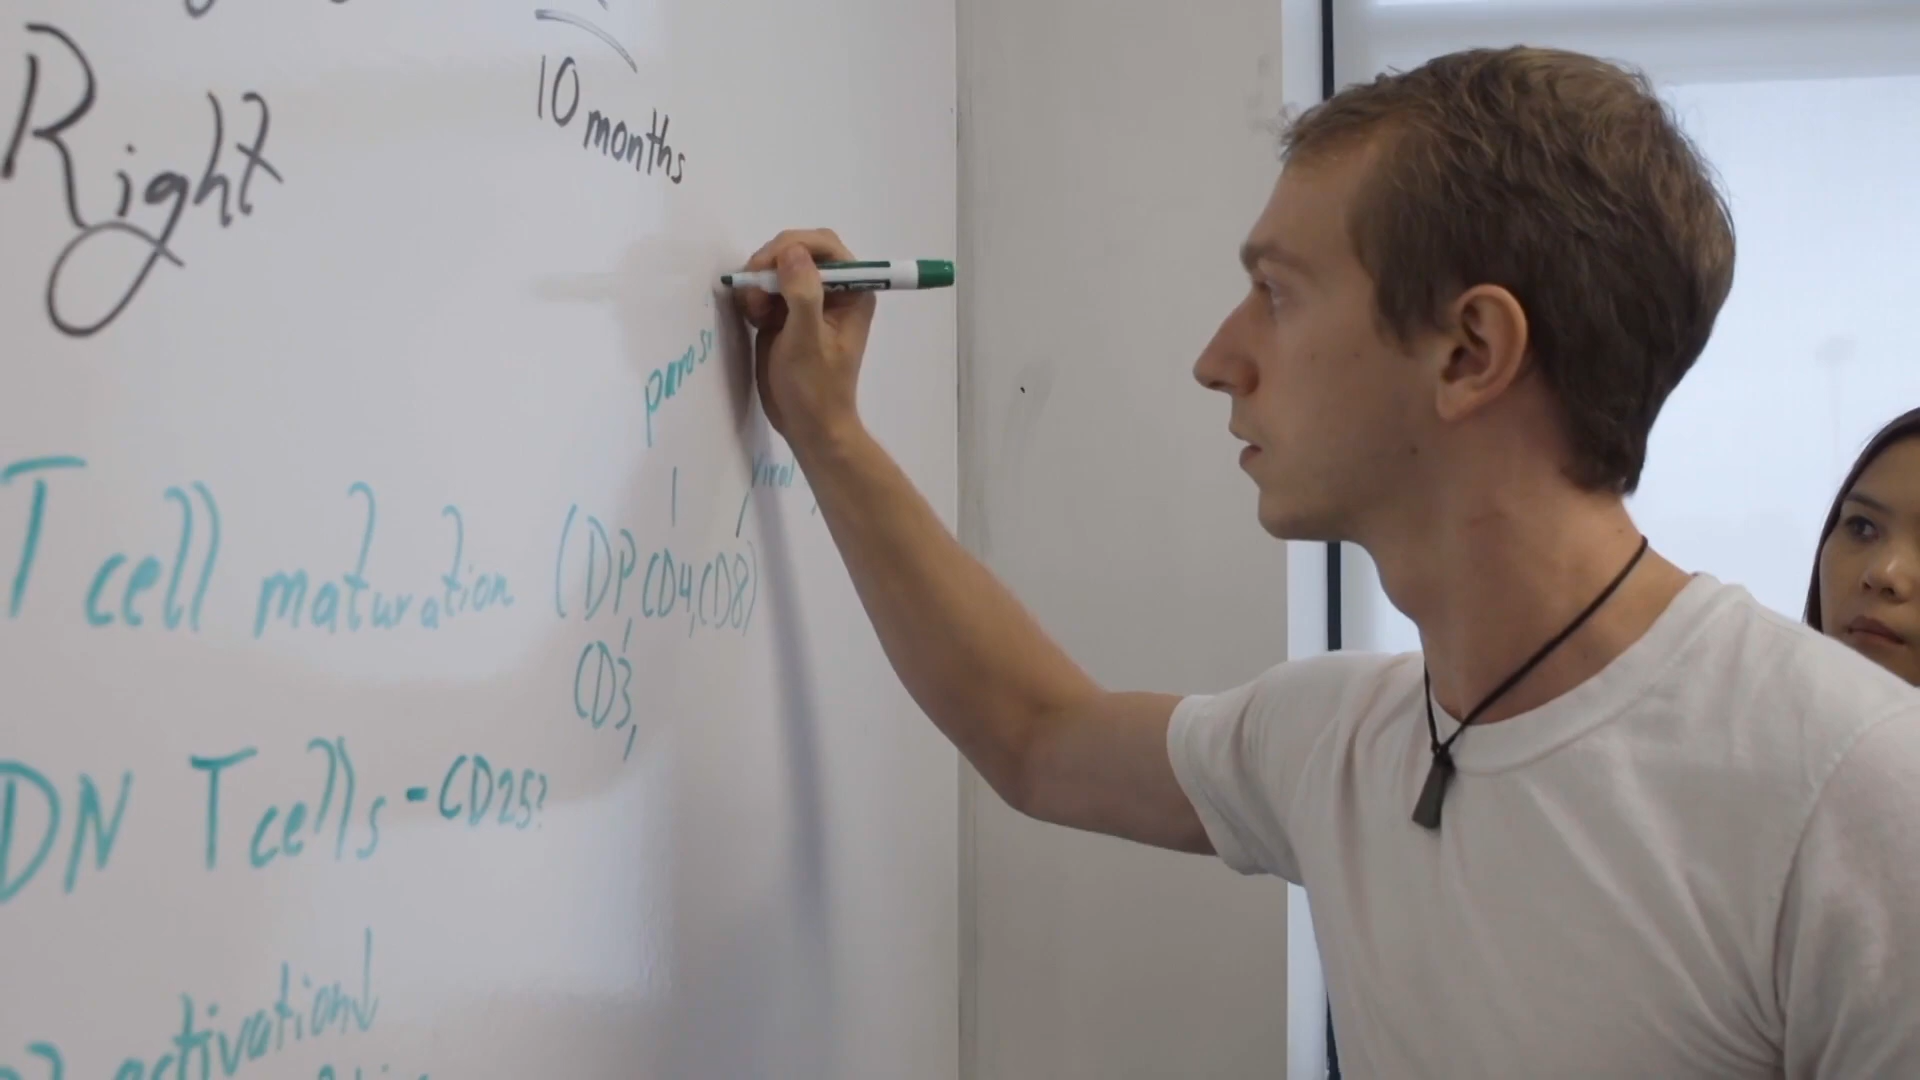 10 months
Right
parasi
viral
T cell maturation (DP, CD4, CD8)
CD3,
DN T cells - CD25?
activation↓